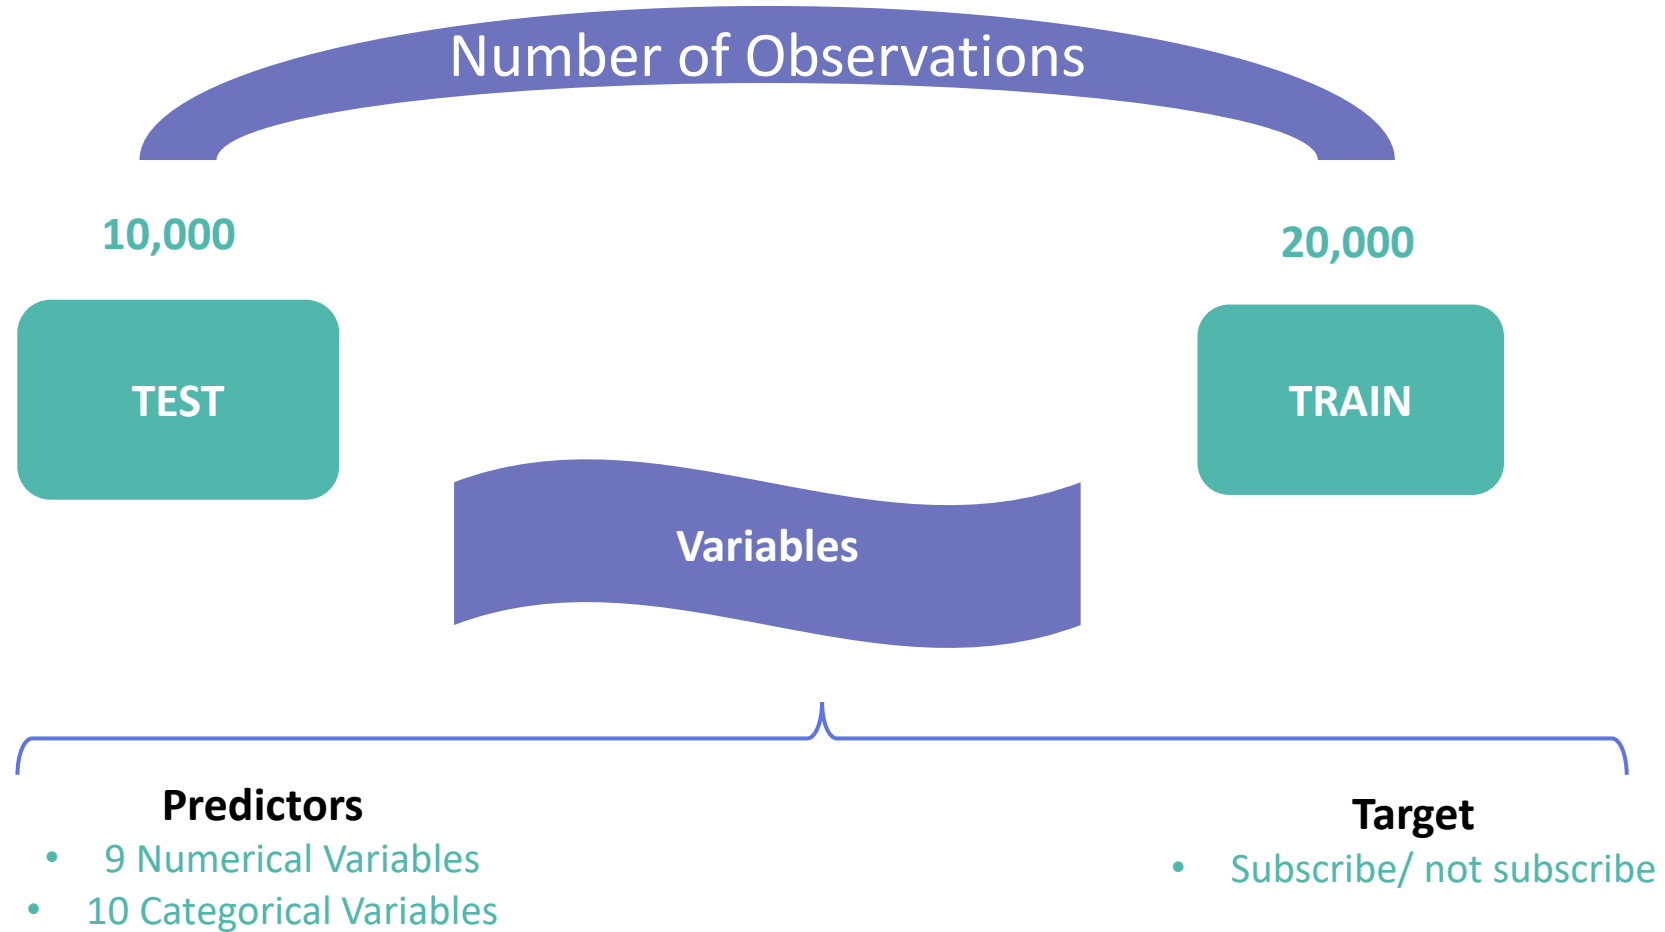 Number of Observations
10,000
20,000
TEST
TRAIN
Variables
Predictors
• 9 Numerical Variables
• 10 Categorical Variables
Target
• Subscribe/ not subscribe